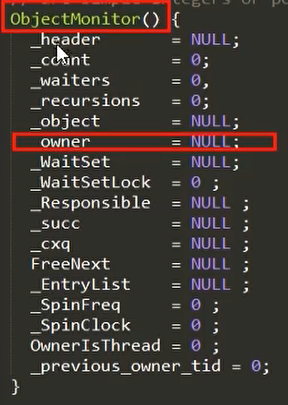 ObjectMonitor() {
_header = NULL;
_count = 0;
_waiters = 0,
_recursions = 0;
_object = NULL;
_owner = NULL;
_WaitSet = NULL;
_WaitSetLock = 0 ;
_Responsible = NULL ;
_succ = NULL ;
_cxq = NULL ;
FreeNext = NULL ;
_EntryList = NULL ;
_SpinFreq = 0 ;
_SpinClock = 0 ;
OwnerIsThread = 0 ;
_previous_owner_tid = 0;
}